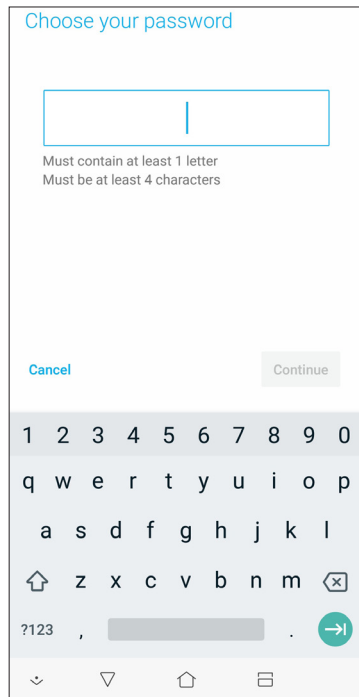 Choose your password
Must contain at least 1 letter
Must be at least 4 characters
Cancel Continue
1 2 3 4 5 6 7 8 9 0
q w e r t y u i o p
a s d f g h j k l
z x c v b n m
?123 , .